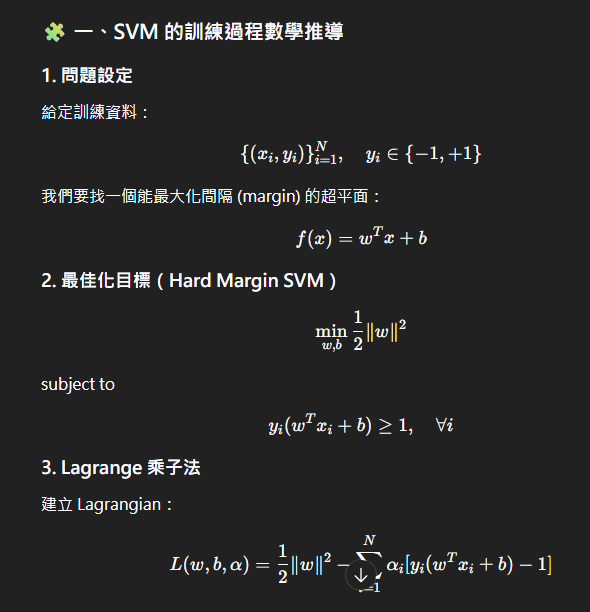 🧩 一、SVM 的訓練過程數學推導
1. 問題設定
給定訓練資料：
{(x_i, y_i)}_{i=1}^N,  y_i ∈ {−1, +1}
我們要找一個能最大化間隔 (margin) 的超平面：
f(x) = w^T x + b
2. 最佳化目標（Hard Margin SVM）
min_{w,b} 1/2 ‖w‖^2
subject to
y_i(w^T x_i + b) ≥ 1,  ∀i
3. Lagrange 乘子法
建立 Lagrangian：
L(w, b, α) = 1/2 ‖w‖^2 − ∑_{i=1}^N α_i[y_i(w^T x_i + b) − 1]